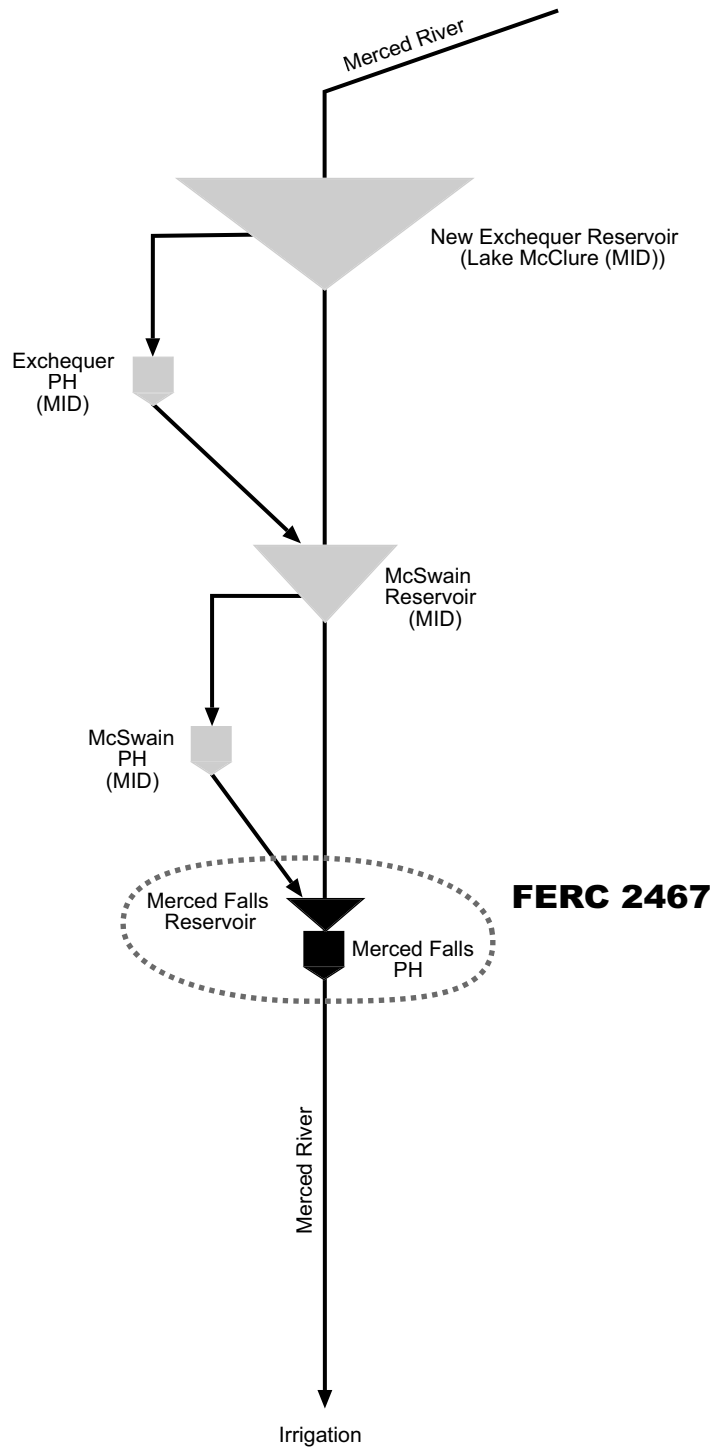 Merced River
New Exchequer Reservoir
(Lake McClure (MID))
Exchequer
PH
(MID)
McSwain
Reservoir
(MID)
McSwain
PH
(MID)
FERC 2467
Merced Falls
Reservoir
Merced Falls
PH
Merced River
Irrigation